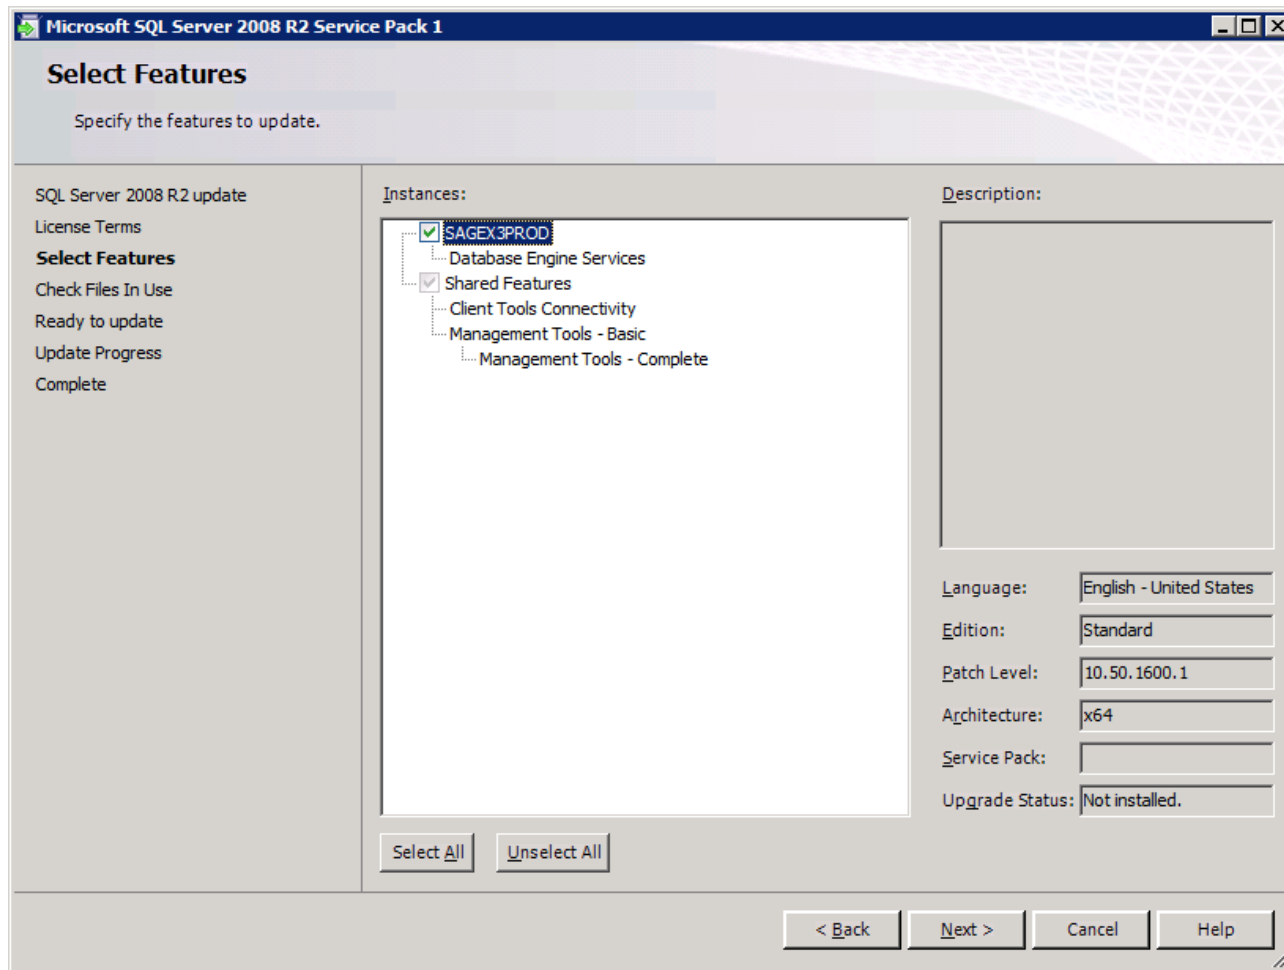 Microsoft SQL Server 2008 R2 Service Pack 1
Select Features
Specify the features to update.
SQL Server 2008 R2 update
License Terms
Select Features
Check Files In Use
Ready to update
Update Progress
Complete
Instances:
SAGEX3PROD
Database Engine Services
Shared Features
Client Tools Connectivity
Management Tools - Basic
Management Tools - Complete
Select All
Unselect All
Description:
Language: English - United States
Edition: Standard
Patch Level: 10.50.1600.1
Architecture: x64
Service Pack:
Upgrade Status: Not installed.
< Back
Next >
Cancel
Help